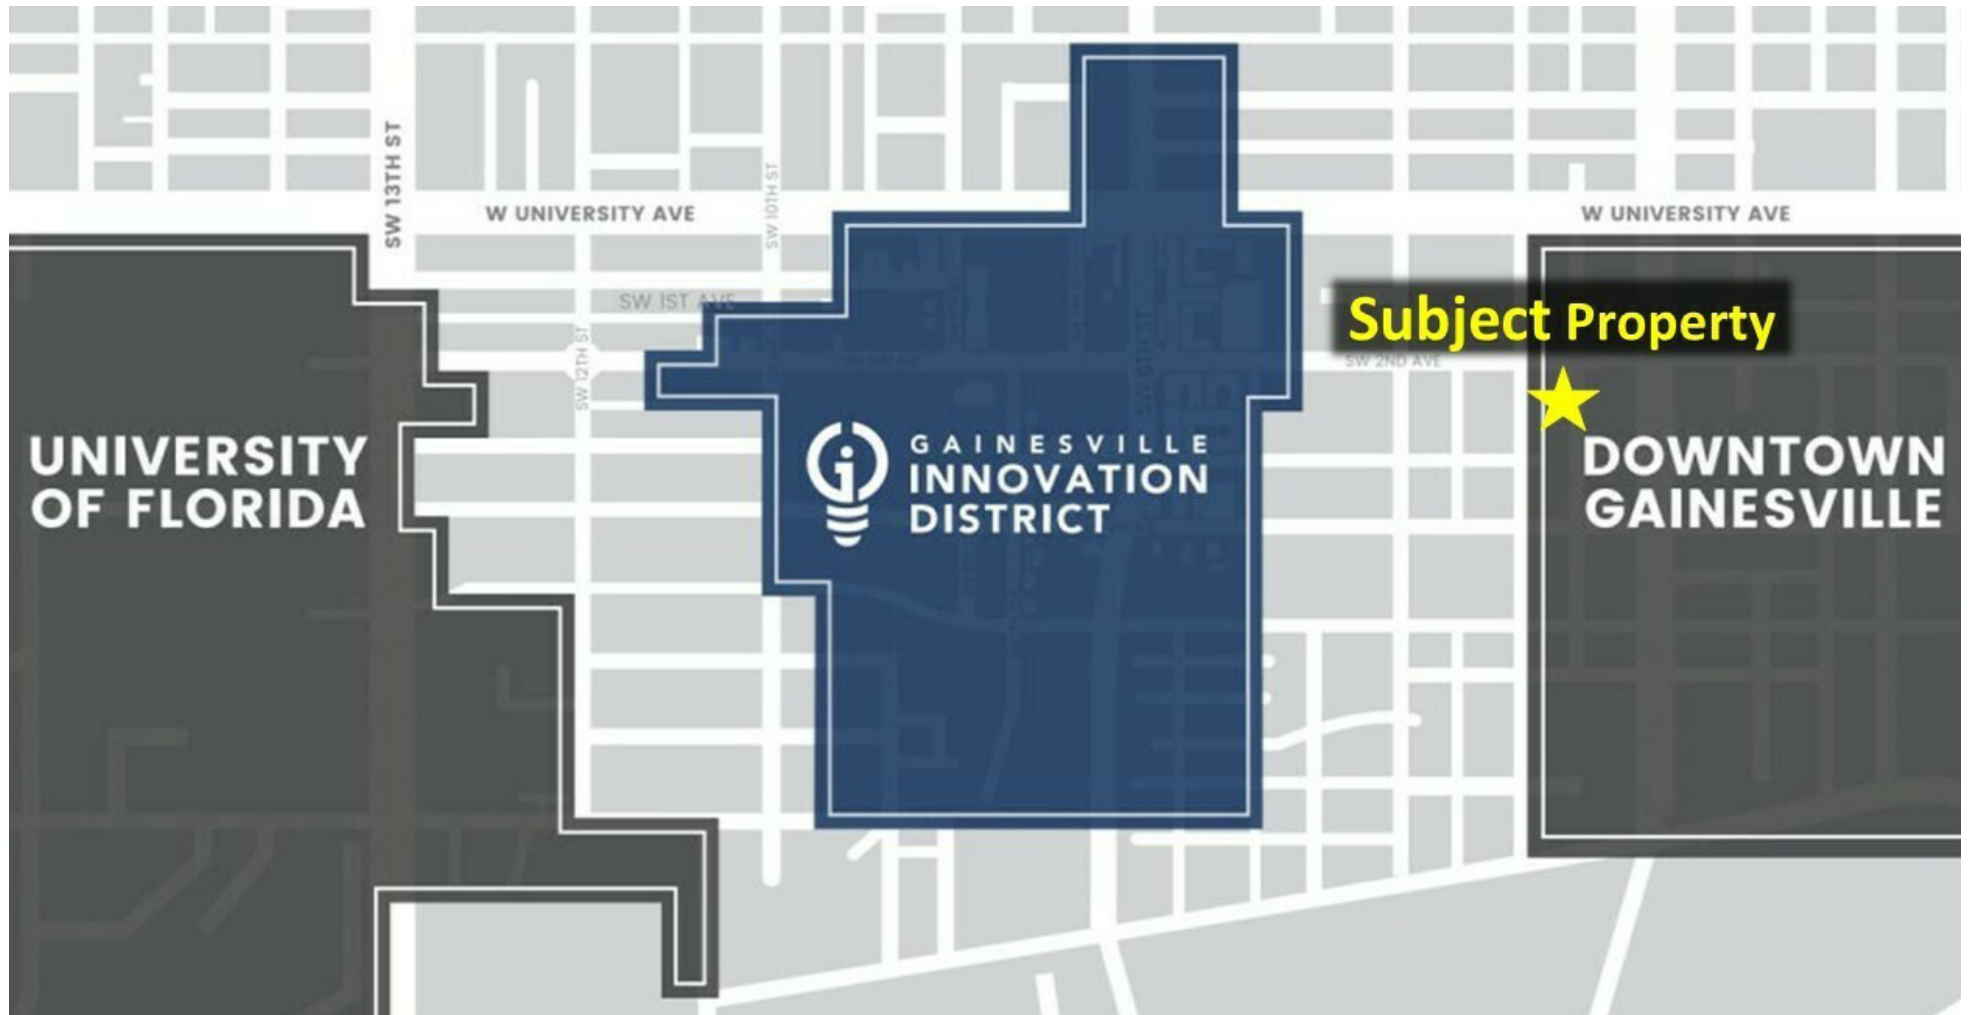 SW 13TH ST
W UNIVERSITY AVE
SW 10TH ST
W UNIVERSITY AVE
SW 1ST AVE
SW 12TH ST
SW 6TH ST
Subject Property
SW 2ND AVE
UNIVERSITY
OF FLORIDA
GAINESVILLE
INNOVATION
DISTRICT
DOWNTOWN
GAINESVILLE